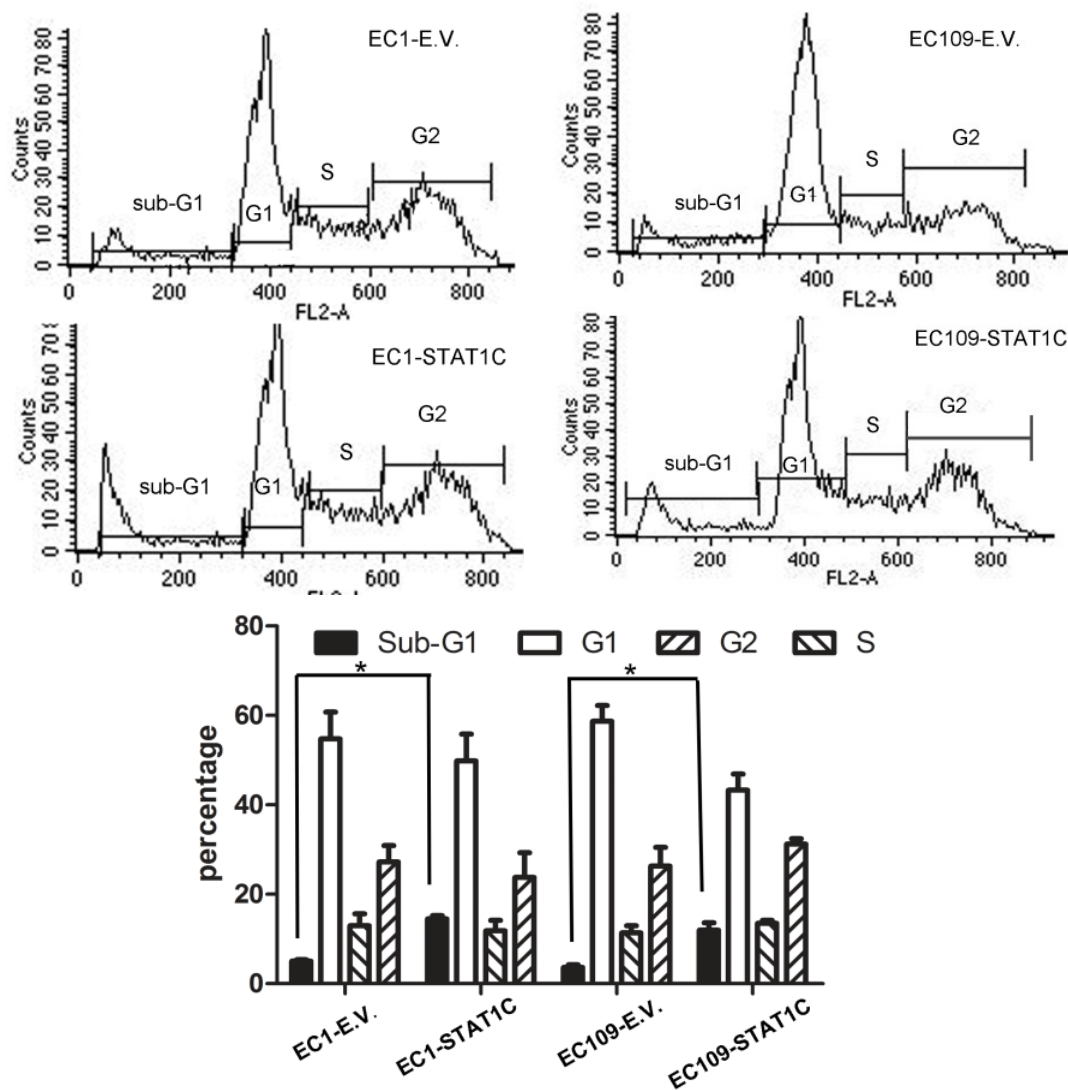 EC1-E.V.
Counts
0 10 20 30 40 50 60 70 80
sub-G1
G1
S
G2
0 200 400 600 800
FL2-A
EC109-E.V.
Counts
0 10 20 30 40 50 60 70 80
sub-G1
G1
S
G2
0 200 400 600 800
FL2-A
EC1-STAT1C
Counts
0 10 20 30 40 50 60 70
sub-G1
G1
S
G2
0 200 400 600 800
EC109-STAT1C
Counts
0 10 20 30 40 50 60 70 80
sub-G1
G1
S
G2
0 200 400 600 800
FL2-A
Sub-G1 G1 G2 S
* *
percentage
80
60
40
20
0
EC1-E.V. EC1-STAT1C EC109-E.V. EC109-STAT1C